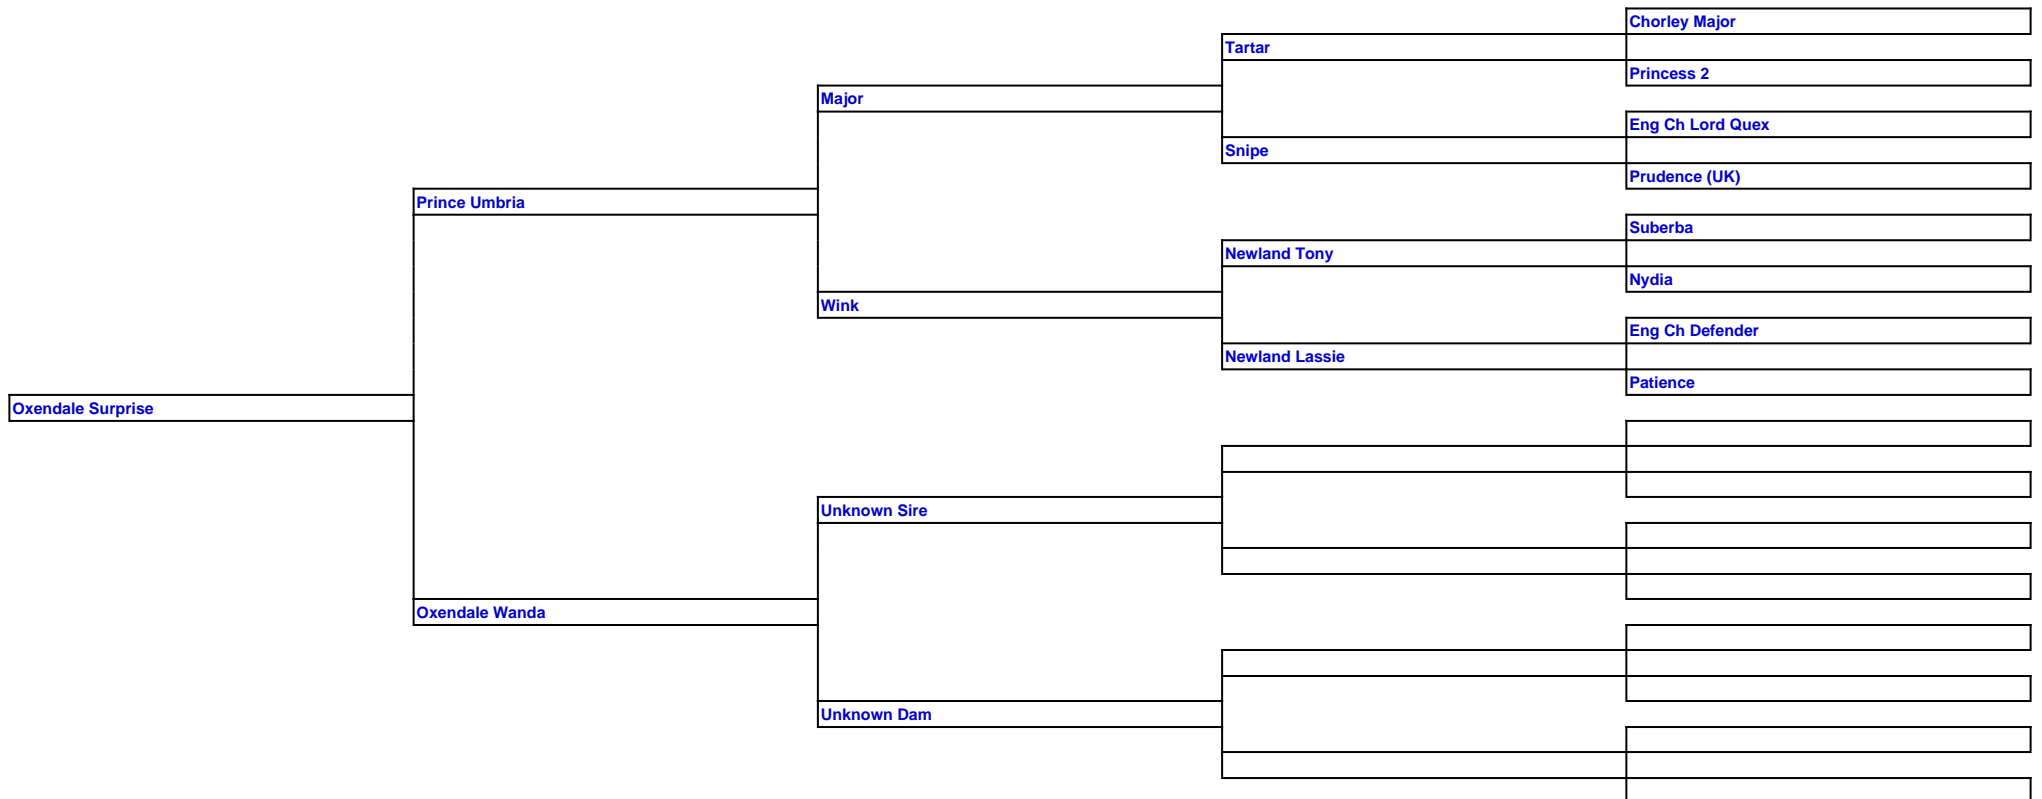 Chorley Major
Tartar
Princess 2
Major
Eng Ch Lord Quex
Snipe
Prudence (UK)
Prince Umbria
Suberba
Newland Tony
Nydia
Wink
Eng Ch Defender
Newland Lassie
Patience
Oxendale Surprise
Unknown Sire
Oxendale Wanda
Unknown Dam